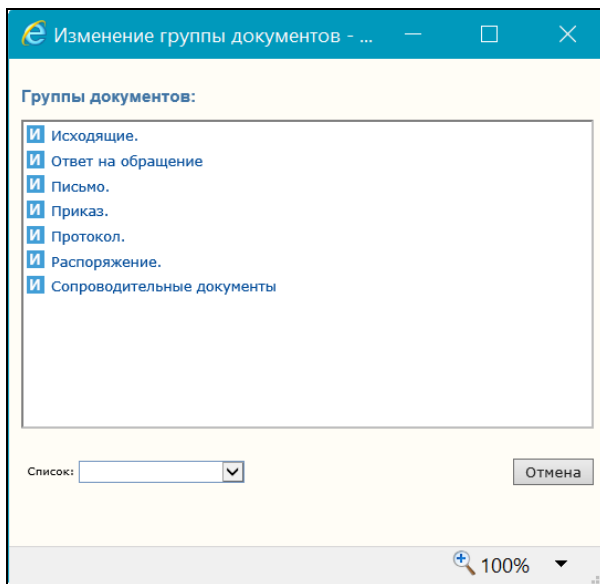 Изменение группы документов - ...
Группы документов:
И Исходящие.
И Ответ на обращение
И Письмо.
И Приказ.
И Протокол.
И Распоряжение.
И Сопроводительные документы
Список:
Отмена
100%